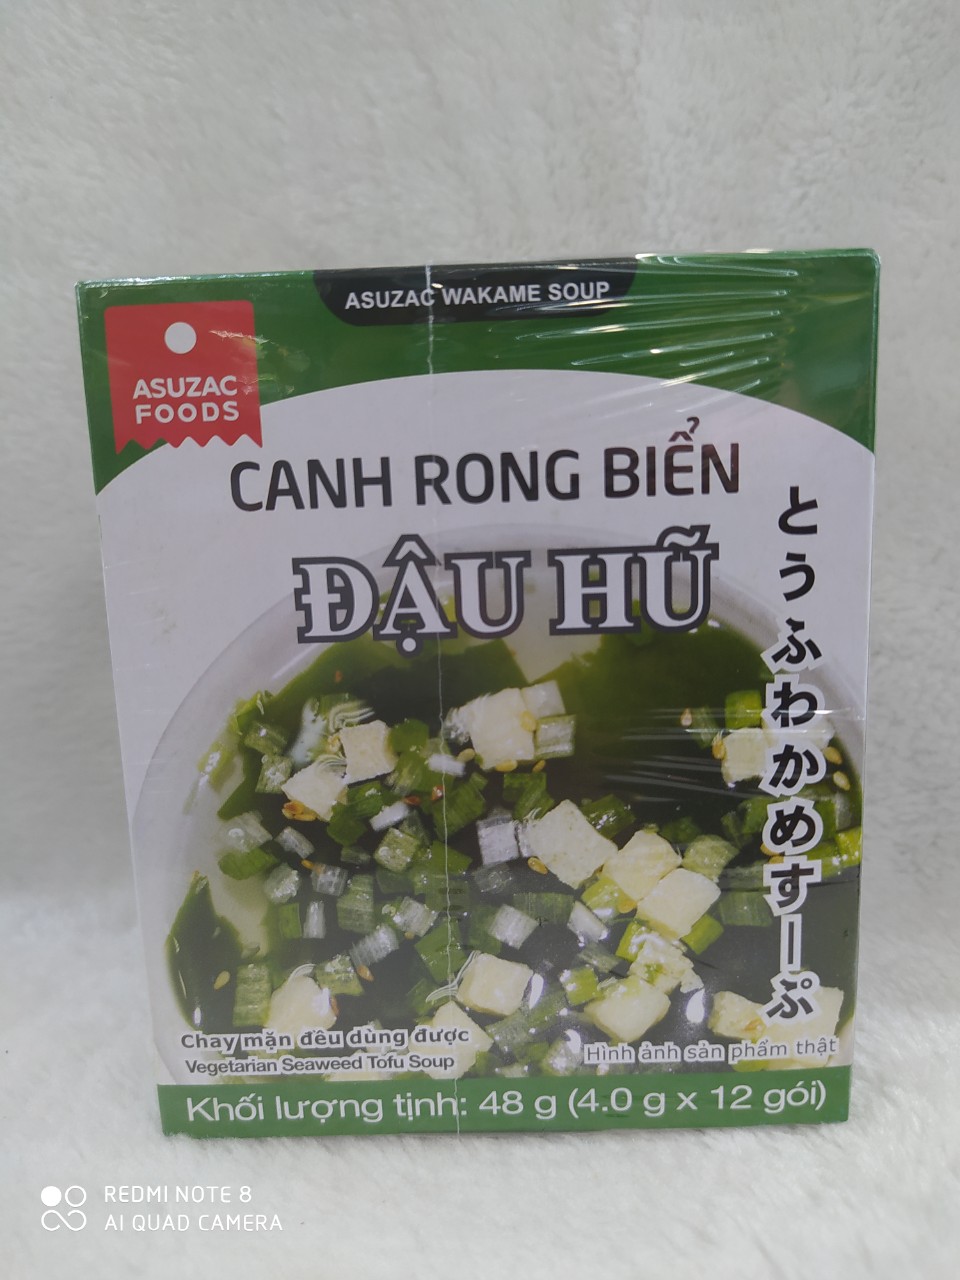 ASUZAC WAKAME SOUP
ASUZAC
FOODS
CANH RONG BIỂN
ĐẬU HŨ
とうふわかめすーぷ
Chay mặn đều dùng được
Vegetarian Seaweed Tofu Soup
Hình ảnh sản phẩm thật
Khối lượng tịnh: 48 g (4.0 g x 12 gói)
REDMI NOTE 8
AI QUAD CAMERA